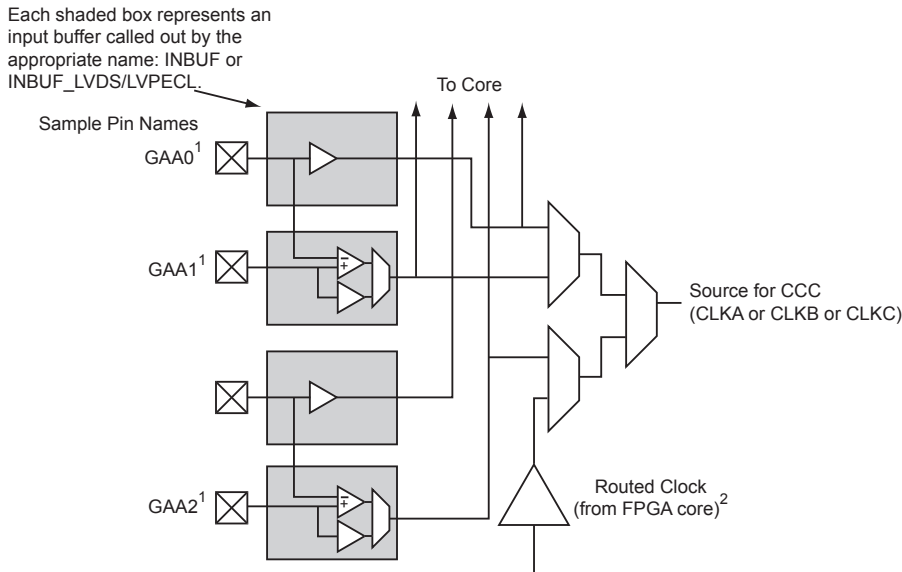 Each shaded box represents an
input buffer called out by the
appropriate name: INBUF or
INBUF_LVDS/LVPECL.
To Core
Sample Pin Names
GAA0¹
+
−
GAA1¹
Source for CCC
(CLKA or CLKB or CLKC)
+
−
GAA2¹
Routed Clock
(from FPGA core)²